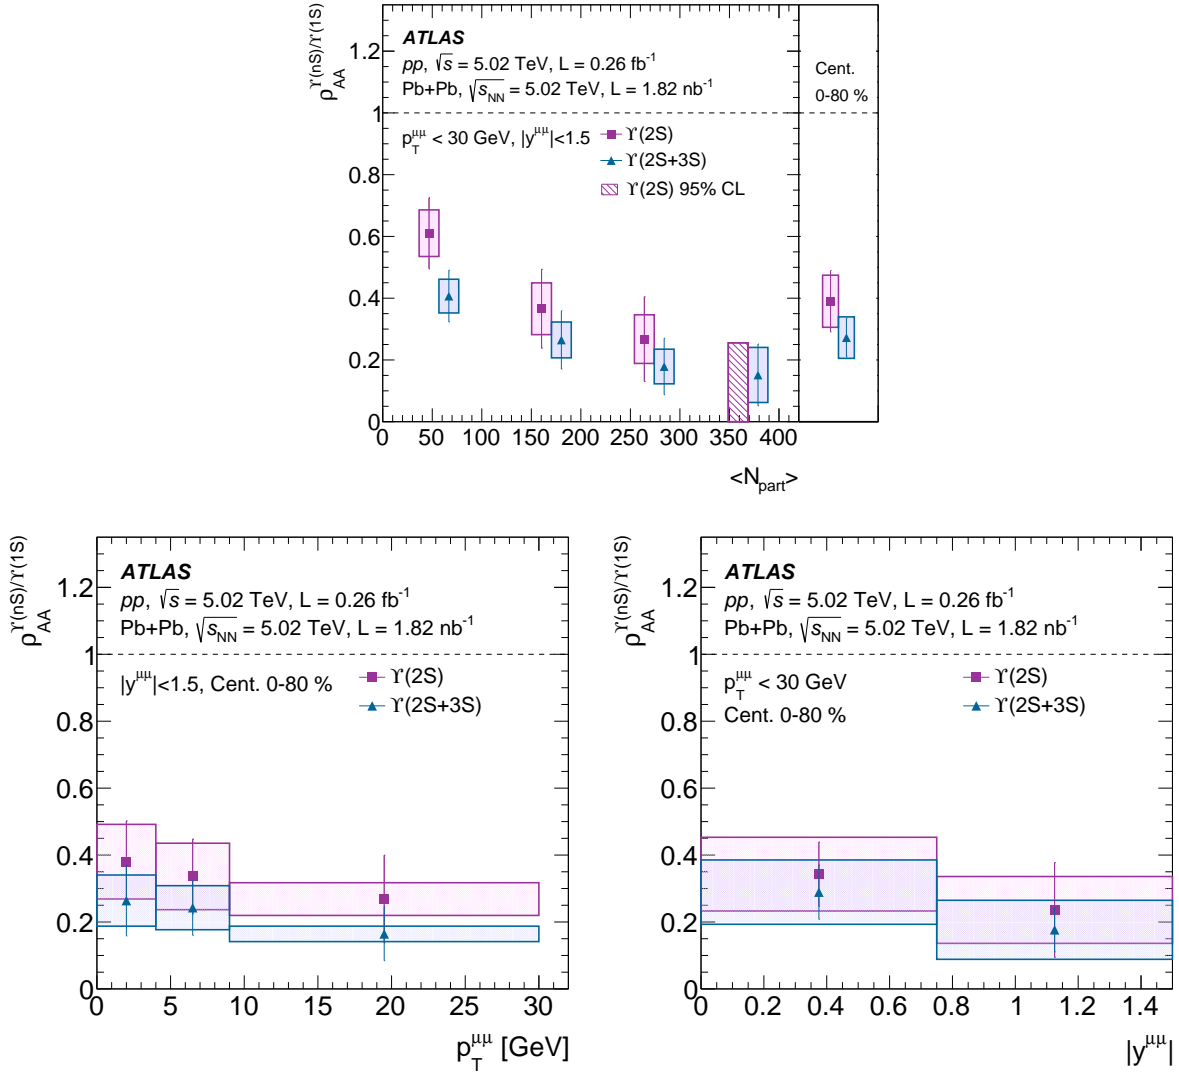 ρ_AA^ϒ(nS)/ϒ(1S)
ATLAS
pp, √s = 5.02 TeV, L = 0.26 fb⁻¹
Pb+Pb, √s_NN = 5.02 TeV, L = 1.82 nb⁻¹
Cent.
0-80 %
p_T^μμ < 30 GeV, |y^μμ|<1.5
ϒ(2S)
ϒ(2S+3S)
ϒ(2S) 95% CL
1.2
1
0.8
0.6
0.4
0.2
0
0 50 100 150 200 250 300 350 400
<N_part>
ρ_AA^ϒ(nS)/ϒ(1S)
ATLAS
pp, √s = 5.02 TeV, L = 0.26 fb⁻¹
Pb+Pb, √s_NN = 5.02 TeV, L = 1.82 nb⁻¹
|y^μμ|<1.5, Cent. 0-80 %
ϒ(2S)
ϒ(2S+3S)
1.2
1
0.8
0.6
0.4
0.2
0
0 5 10 15 20 25 30
p_T^μμ [GeV]
ρ_AA^ϒ(nS)/ϒ(1S)
ATLAS
pp, √s = 5.02 TeV, L = 0.26 fb⁻¹
Pb+Pb, √s_NN = 5.02 TeV, L = 1.82 nb⁻¹
p_T^μμ < 30 GeV
Cent. 0-80 %
ϒ(2S)
ϒ(2S+3S)
1.2
1
0.8
0.6
0.4
0.2
0
0 0.2 0.4 0.6 0.8 1 1.2 1.4
|y^μμ|